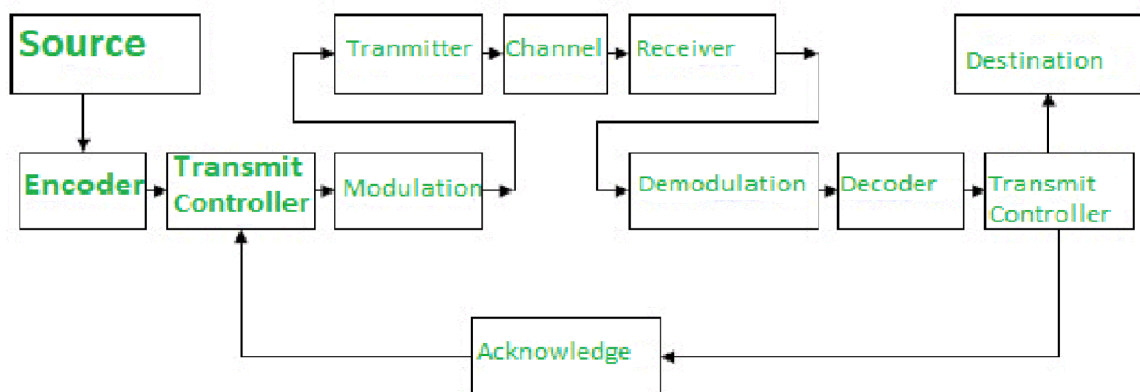 Source
Tranmitter
Channel
Receiver
Destination
Encoder
Transmit
Controller
Modulation
Demodulation
Decoder
Transmit
Controller
Acknowledge